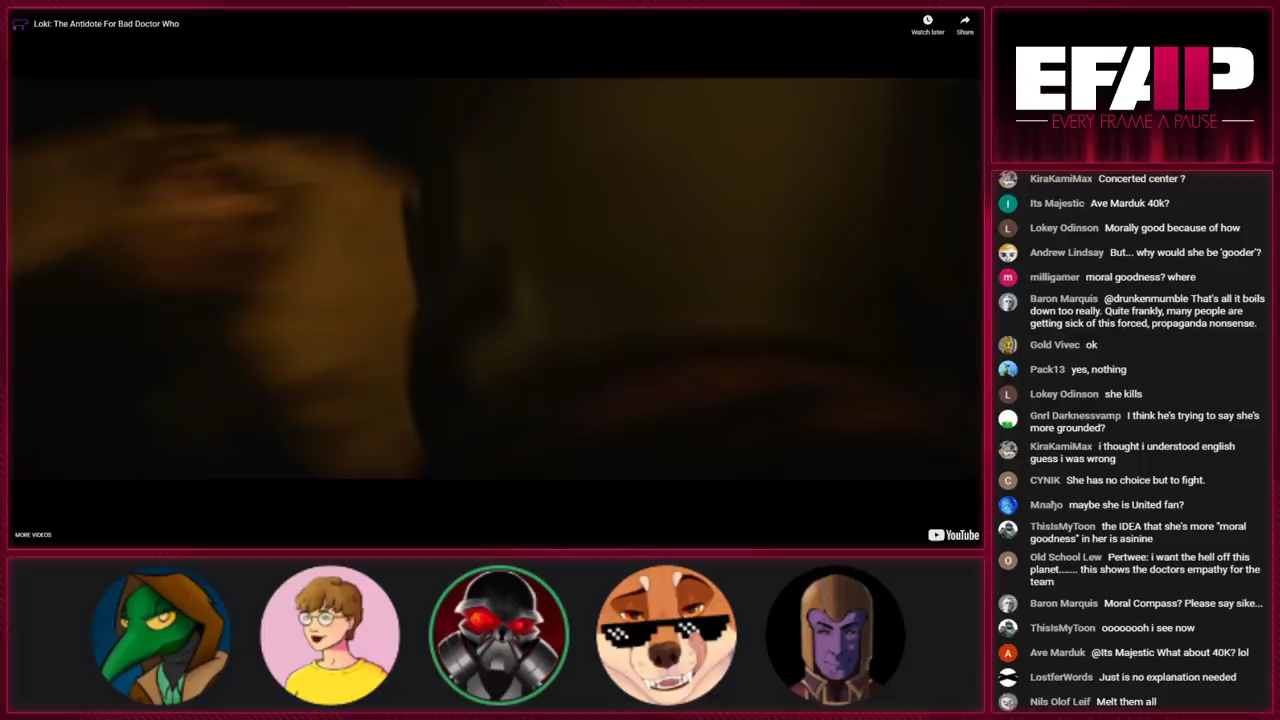 Loki: The Antidote For Bad Doctor Who
Watch later
Share
MORE VIDEOS
YouTube
EFAP
EVERY FRAME A PAUSE
KiraKamiMax Concerted center ?
Its Majestic Ave Marduk 40k?
Lokey Odinson Morally good because of how
Andrew Lindsay But... why would she be 'gooder'?
milligamer moral goodness? where
Baron Marquis @drunkenmumble That's all it boils
down too really. Quite frankly, many people are
getting sick of this forced, propaganda nonsense.
Gold Vivec ok
Pack13 yes, nothing
Lokey Odinson she kills
Gnrl Darknessvamp I think he's trying to say she's
more grounded?
KiraKamiMax i thought i understood english
guess i was wrong
CYNIK She has no choice but to fight.
Млађо maybe she is United fan?
ThisIsMyToon the IDEA that she's more "moral
goodness" in her is asinine
Old School Lew Pertwee: i want the hell off this
planet....... this shows the doctors empathy for the
team
Baron Marquis Moral Compass? Please say sike...
ThisIsMyToon oooooooh i see now
Ave Marduk @Its Majestic What about 40K? lol
LostferWords Just is no explanation needed
Nils Olof Leif Melt them all